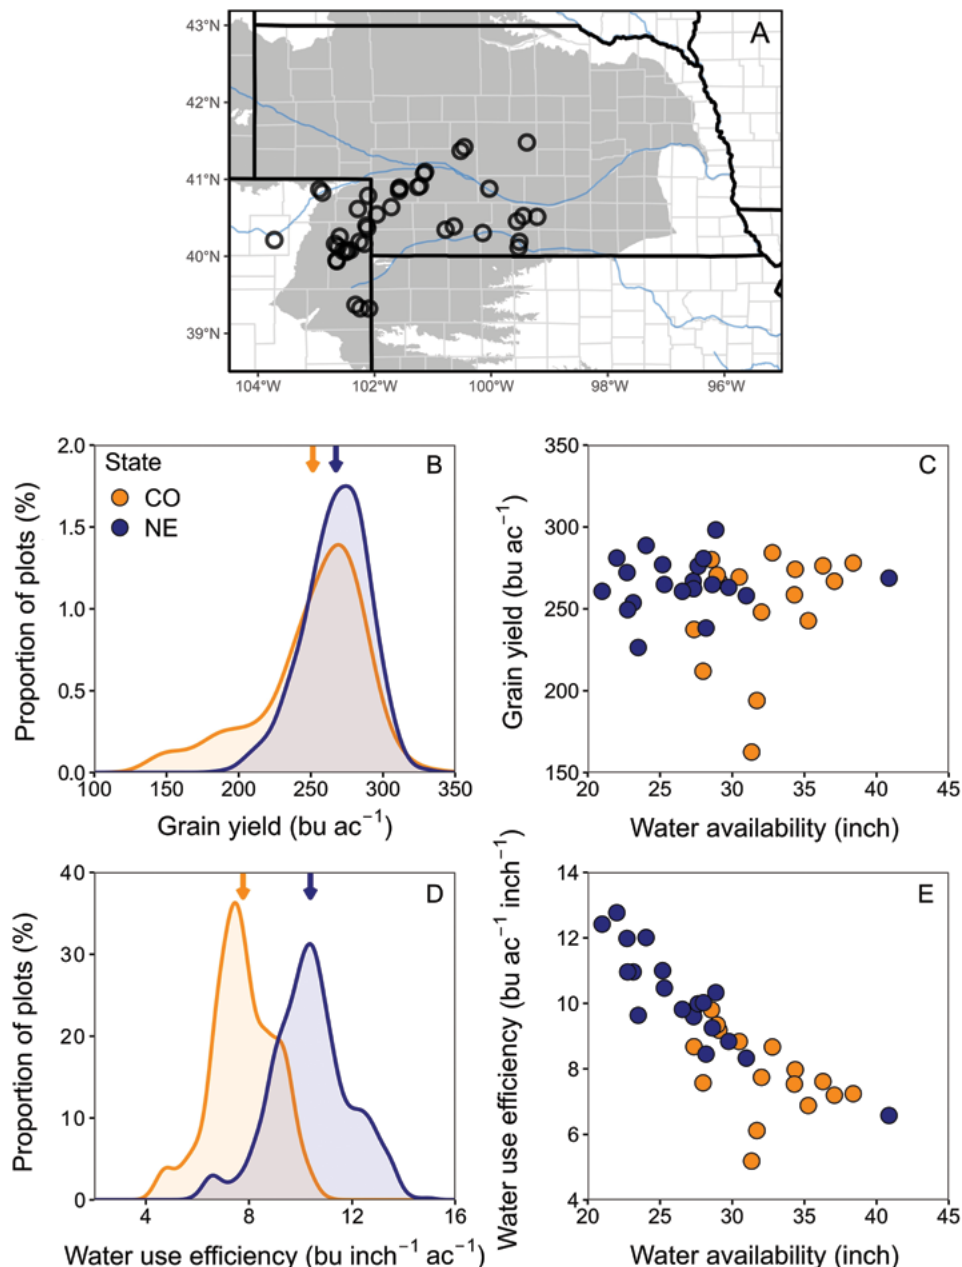 A
43°N
42°N
41°N
40°N
39°N
104°W 102°W 100°W 98°W 96°W
B
State
CO
NE
2.0
1.5
1.0
0.5
0.0
Proportion of plots (%)
100 150 200 250 300 350
Grain yield (bu ac⁻¹)
C
350
300
250
200
150
Grain yield (bu ac⁻¹)
20 25 30 35 40 45
Water availability (inch)
D
40
30
20
10
0
Proportion of plots (%)
4 8 12 16
Water use efficiency (bu inch⁻¹ ac⁻¹)
E
14
12
10
8
6
4
Water use efficiency (bu ac⁻¹ inch⁻¹)
20 25 30 35 40 45
Water availability (inch)